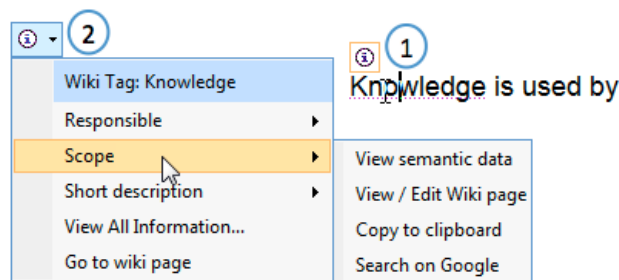 2
1
Knowledge is used by
Wiki Tag: Knowledge
Responsible
Scope
Short description
View All Information...
Go to wiki page
View semantic data
View / Edit Wiki page
Copy to clipboard
Search on Google